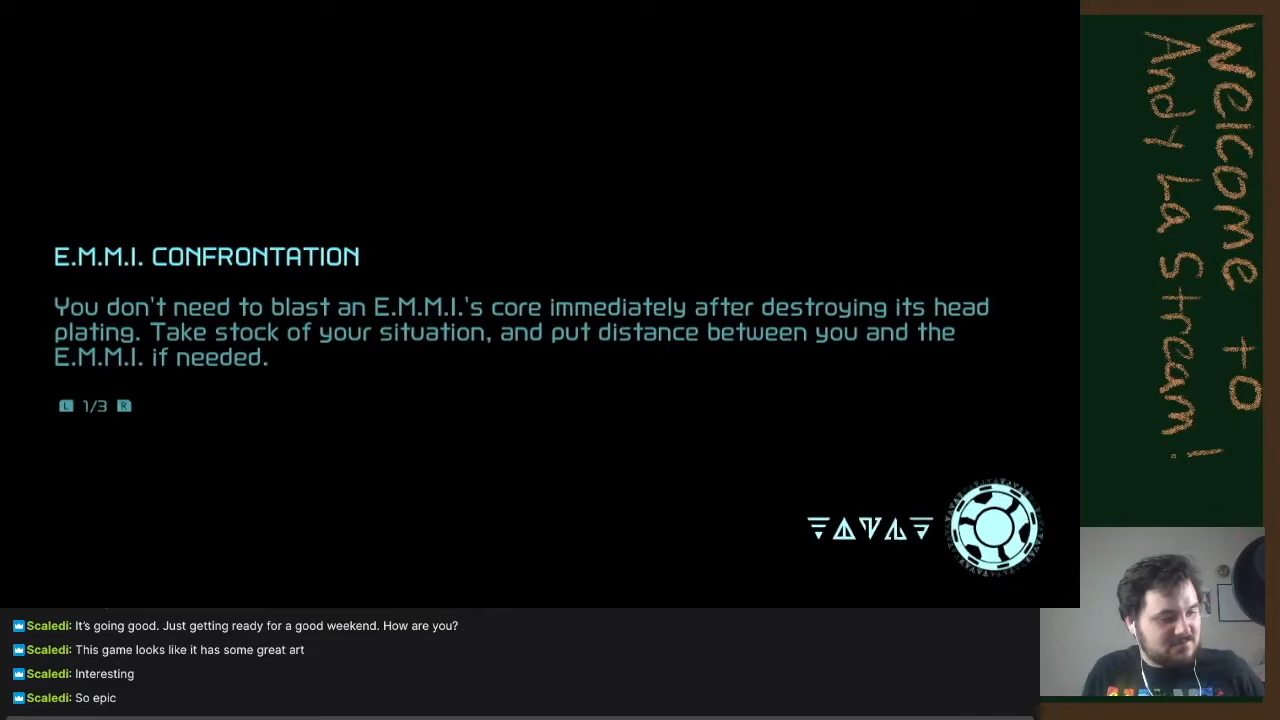 E.M.M.I. CONFRONTATION
You don't need to blast an E.M.M.I.'s core immediately after destroying its head
plating. Take stock of your situation, and put distance between you and the
E.M.M.I. if needed.
L 1/3 R
Scaledi: It's going good. Just getting ready for a good weekend. How are you?
Scaledi: This game looks like it has some great art
Scaledi: Interesting
Scaledi: So epic
Welcome to
Andy La Stream!